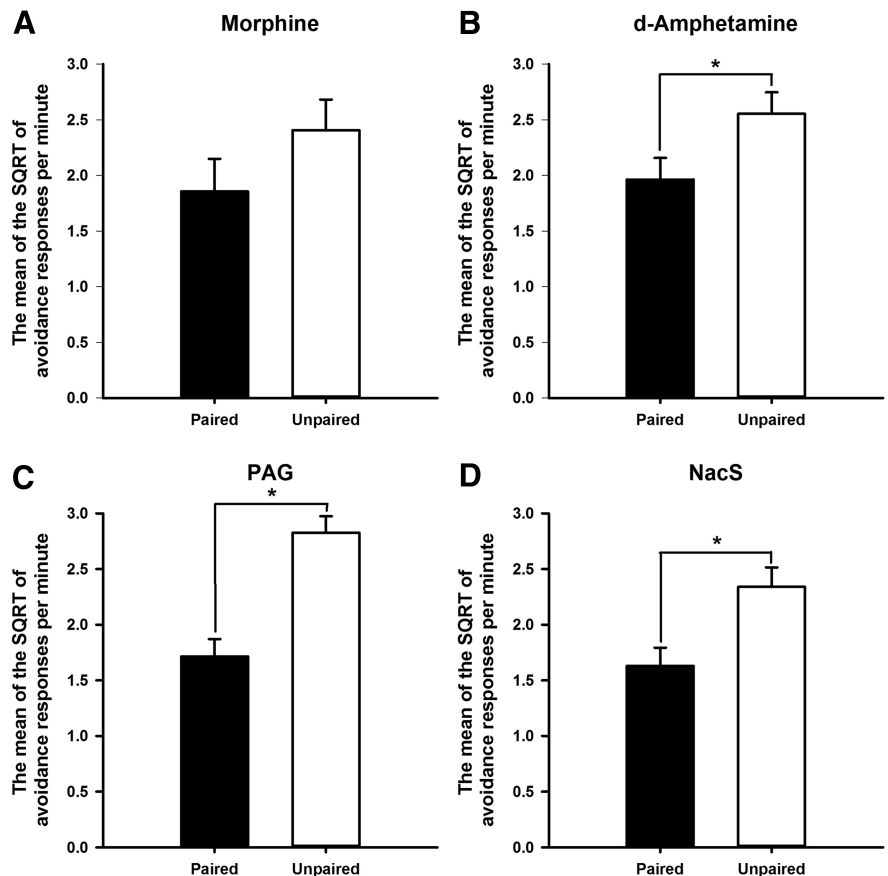 A
Morphine
The mean of the SQRT of
avoidance responses per minute
3.0
2.5
2.0
1.5
1.0
0.5
0.0
Paired
Unpaired
B
d-Amphetamine
The mean of the SQRT of
avoidance responses per minute
3.0
2.5
2.0
1.5
1.0
0.5
0.0
*
Paired
Unpaired
C
PAG
The mean of the SQRT of
avoidance responses per minute
3.0
2.5
2.0
1.5
1.0
0.5
0.0
*
Paired
Unpaired
D
NacS
The mean of the SQRT of
avoidance responses per minute
3.0
2.5
2.0
1.5
1.0
0.5
0.0
*
Paired
Unpaired